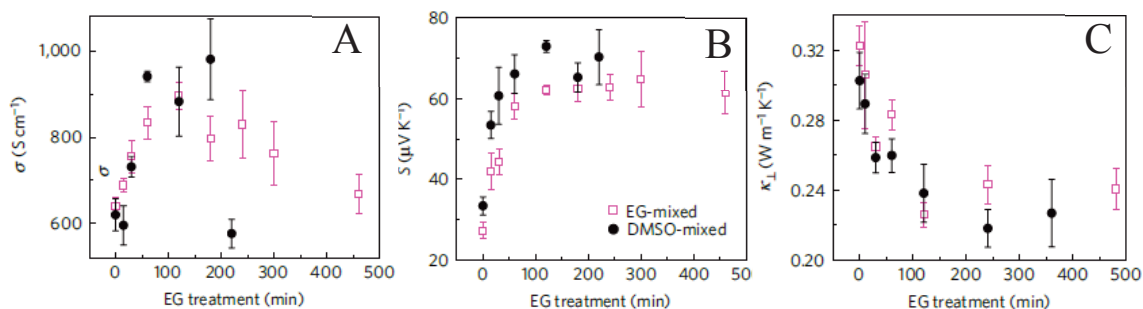 A
1,000
800
600
σ (S cm⁻¹)
σ
0 100 200 300 400 500
EG treatment (min)
B
80
60
40
20
S (μV K⁻¹)
EG-mixed
DMSO-mixed
0 100 200 300 400 50
EG treatment (min)
C
0.32
0.28
0.24
0.20
κ⊥ (W m⁻¹ K⁻¹)
0 100 200 300 400 500
EG treatment (min)